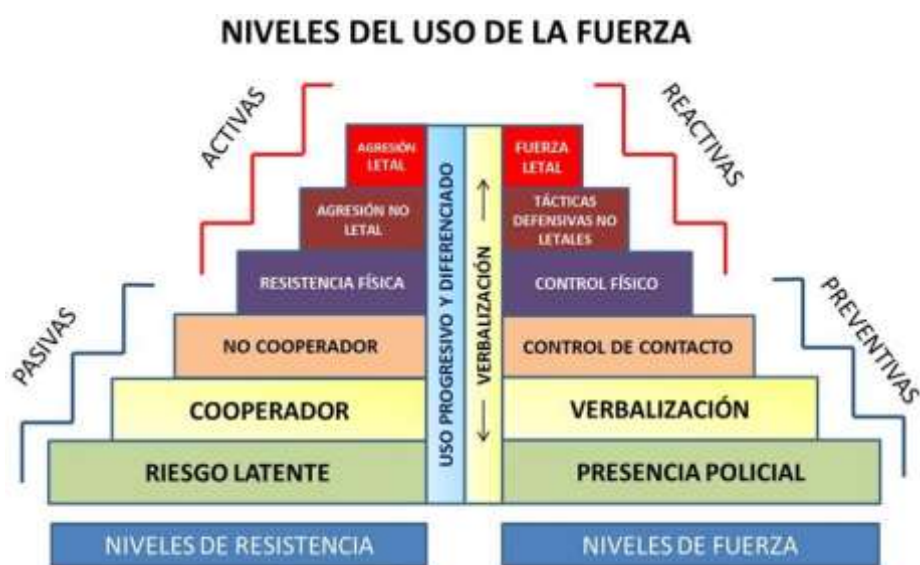 NIVELES DEL USO DE LA FUERZA
ACTIVAS
REACTIVAS
PASIVAS
PREVENTIVAS
AGRESIÓN
LETAL
FUERZA
LETAL
AGRESIÓN NO
LETAL
TÁCTICAS
DEFENSIVAS NO
LETALES
RESISTENCIA FÍSICA
CONTROL FÍSICO
NO COOPERADOR
CONTROL DE CONTACTO
COOPERADOR
VERBALIZACIÓN
RIESGO LATENTE
PRESENCIA POLICIAL
USO PROGRESIVO Y DIFERENCIADO
VERBALIZACIÓN
NIVELES DE RESISTENCIA
NIVELES DE FUERZA